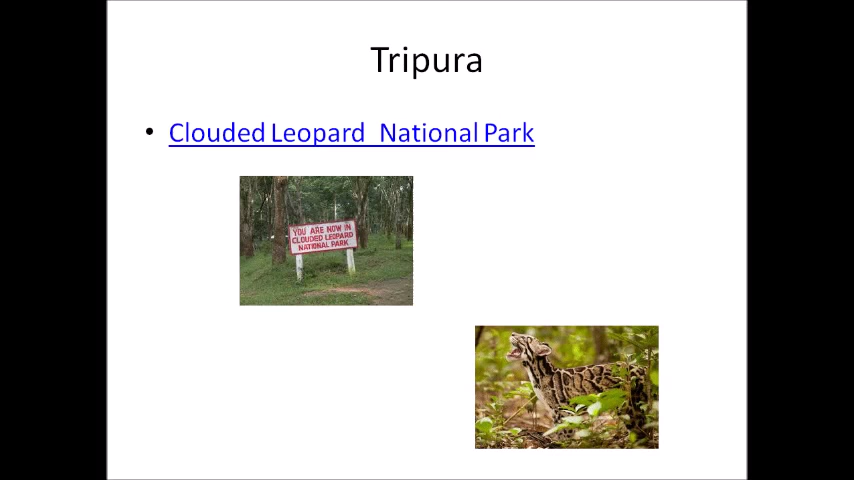 Tripura
• Clouded Leopard National Park
YOU ARE NOW IN
CLOUDED LEOPARD
NATIONAL PARK